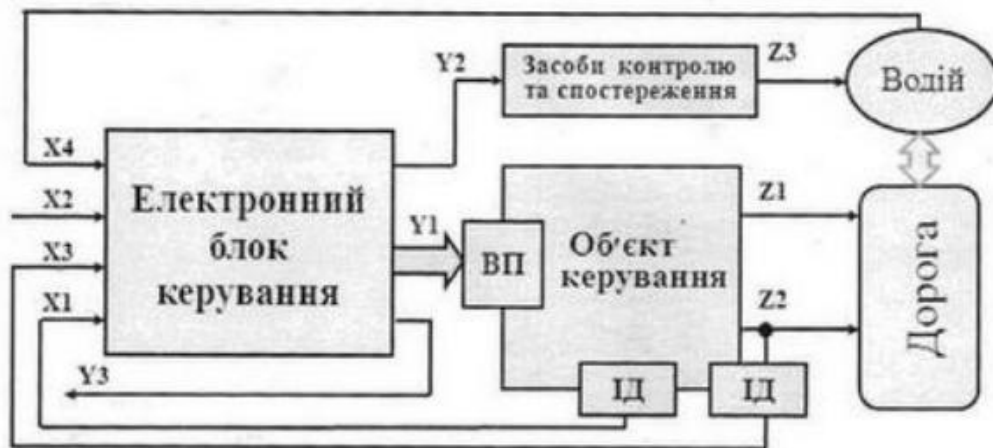 Y2
Засоби контролю
та спостереження
Z3
Водій
X4
X2
X3
X1
Електронний
блок
керування
Y1
ВП
Об'єкт
керування
Z1
Z2
Дорога
Y3
ІД
ІД